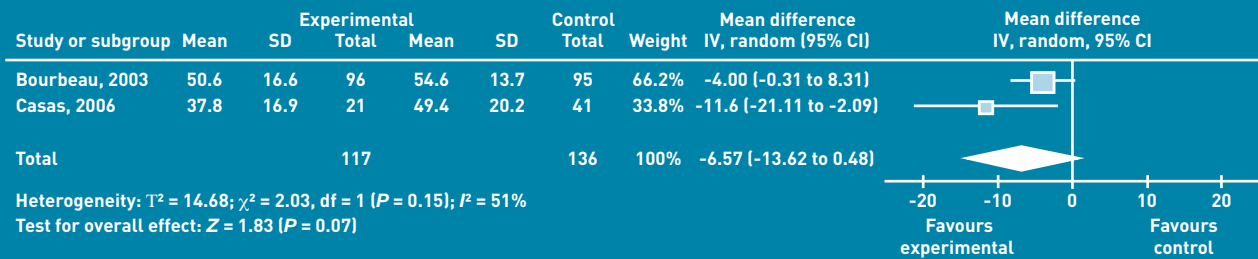 Experimental Control Mean difference Mean difference
Study or subgroup Mean SD Total Mean SD Total Weight IV, random (95% CI) IV, random, 95% CI
Bourbeau, 2003 50.6 16.6 96 54.6 13.7 95 66.2% -4.00 (-0.31 to 8.31)
Casas, 2006 37.8 16.9 21 49.4 20.2 41 33.8% -11.6 (-21.11 to -2.09)
Total 117 136 100% -6.57 (-13.62 to 0.48)
Heterogeneity: T² = 14.68; χ² = 2.03, df = 1 (P = 0.15); I² = 51%
Test for overall effect: Z = 1.83 (P = 0.07)
-20 -10 0 10 20
Favours Favours
experimental control